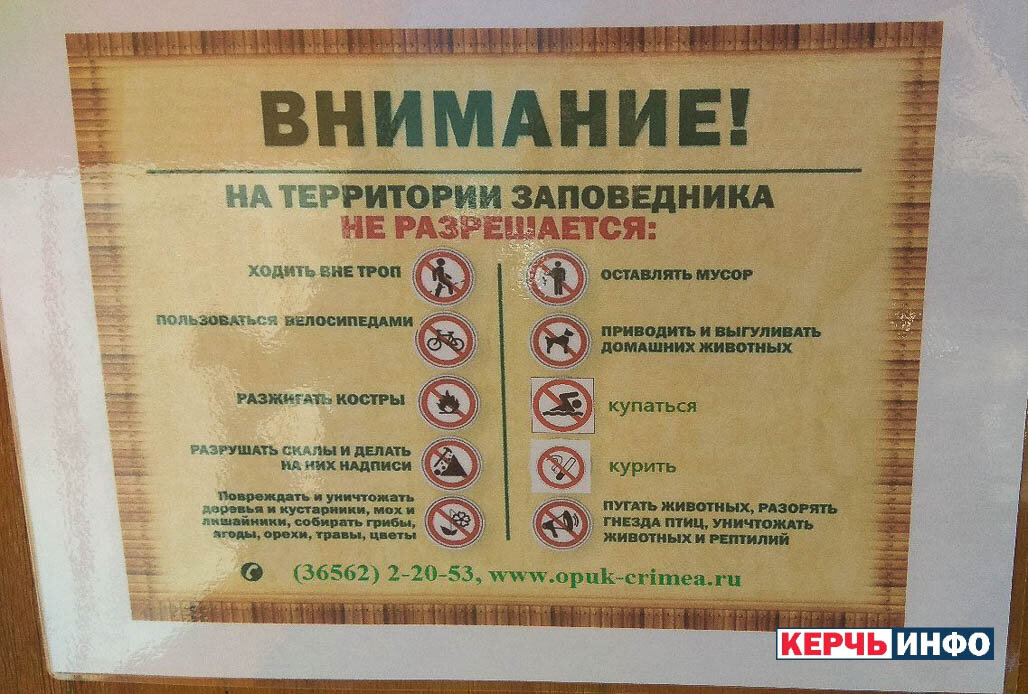 ВНИМАНИЕ!
НА ТЕРРИТОРИИ ЗАПОВЕДНИКА
НЕ РАЗРЕШАЕТСЯ:
ХОДИТЬ ВНЕ ТРОП
ПОЛЬЗОВАТЬСЯ ВЕЛОСИПЕДАМИ
РАЗЖИГАТЬ КОСТРЫ
РАЗРУШАТЬ СКАЛЫ И ДЕЛАТЬ
НА НИХ НАДПИСИ
Повреждать и уничтожать
деревья и кустарники, мох и
лишайники, собирать грибы,
ягоды, орехи, травы, цветы
ОСТАВЛЯТЬ МУСОР
ПРИВОДИТЬ И ВЫГУЛИВАТЬ
ДОМАШНИХ ЖИВОТНЫХ
купаться
курить
ПУГАТЬ ЖИВОТНЫХ, РАЗОРЯТЬ
ГНЕЗДА ПТИЦ, УНИЧТОЖАТЬ
ЖИВОТНЫХ И РЕПТИЛИЙ
(36562) 2-20-53, www.opuk-crimea.ru
КЕРЧЬИНФО